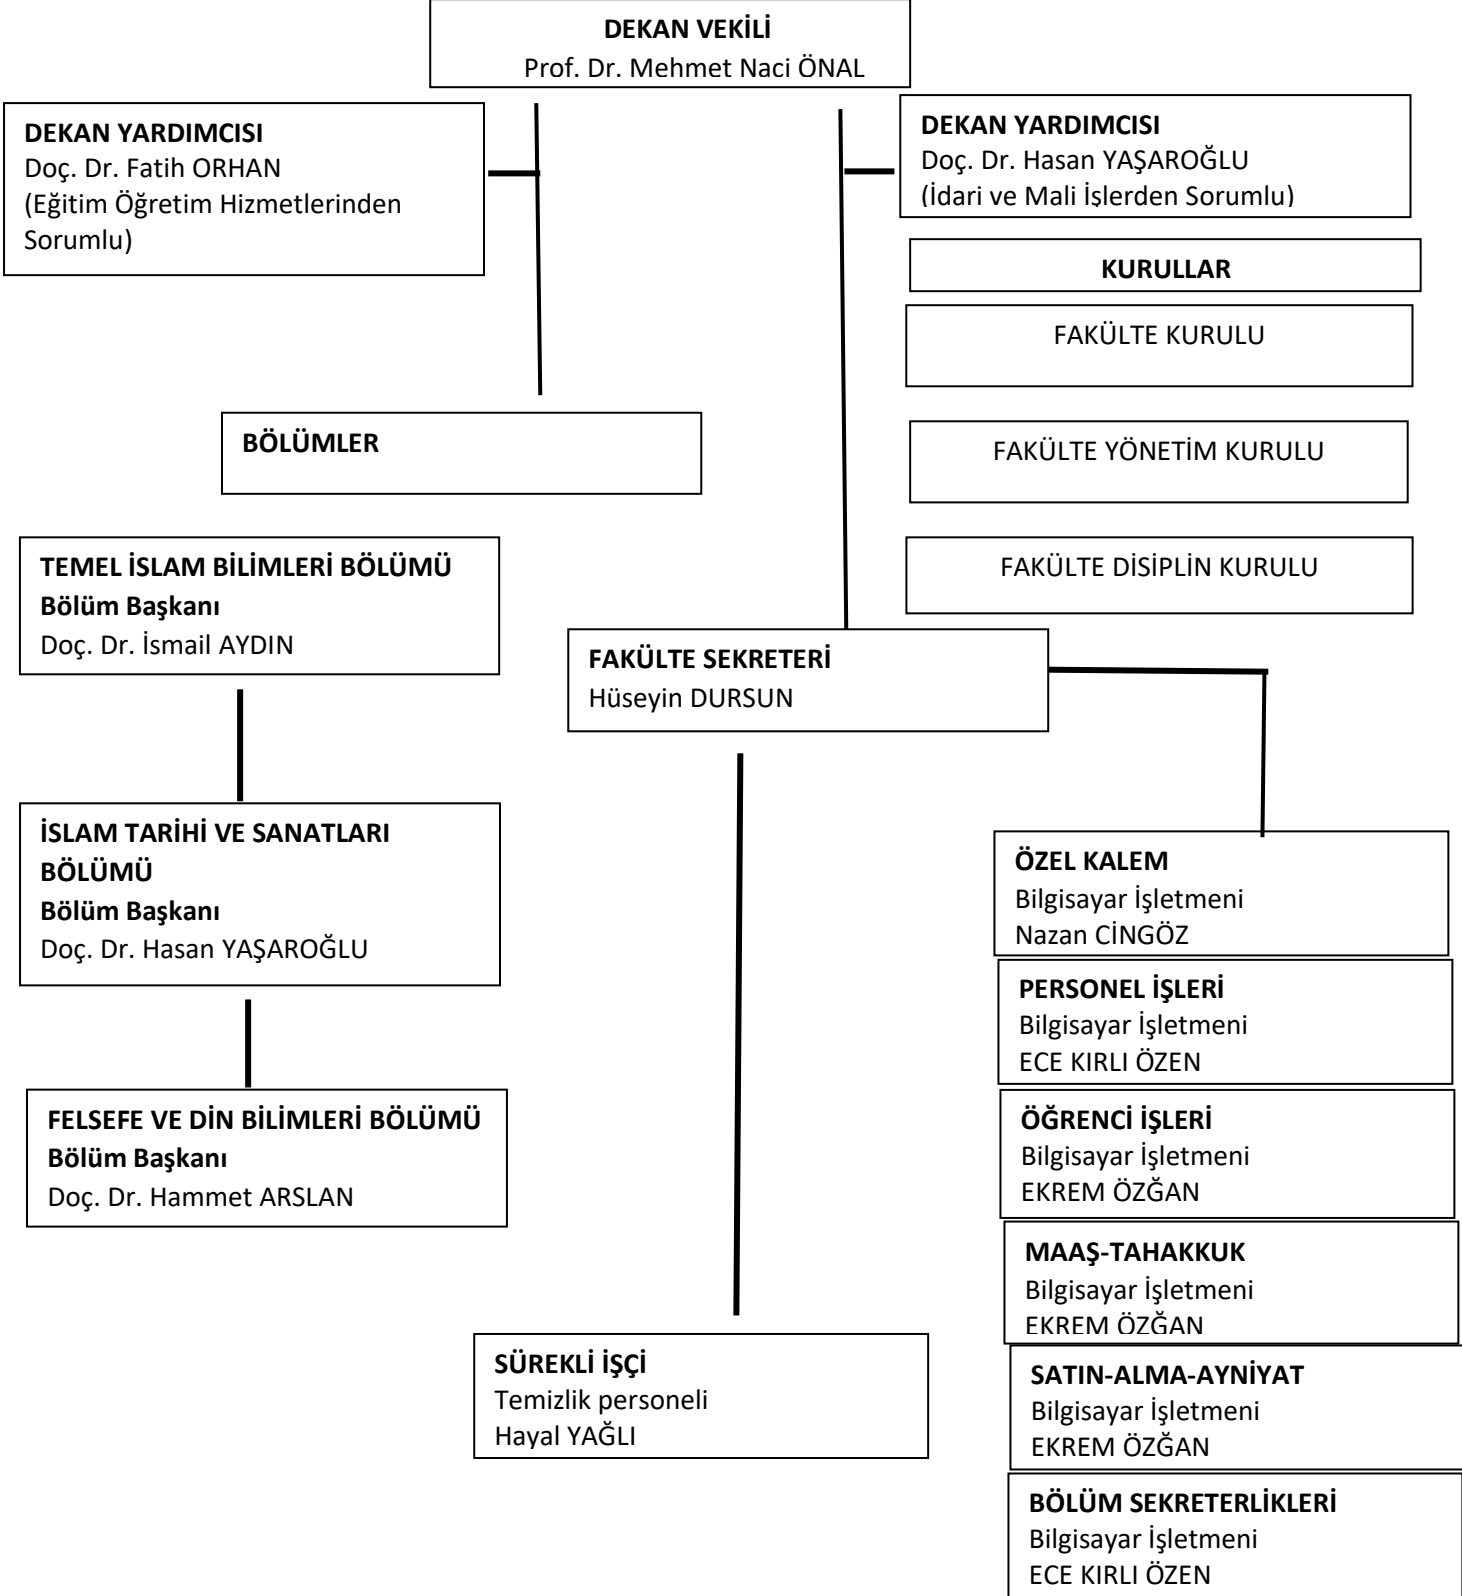 DEKAN VEKİLİ
Prof. Dr. Mehmet Naci ÖNAL
DEKAN YARDIMCISI
Doç. Dr. Fatih ORHAN
(Eğitim Öğretim Hizmetlerinden
Sorumlu)
DEKAN YARDIMCISI
Doç. Dr. Hasan YAŞAROĞLU
(İdari ve Mali İşlerden Sorumlu)
KURULLAR
FAKÜLTE KURULU
FAKÜLTE YÖNETİM KURULU
FAKÜLTE DİSİPLİN KURULU
BÖLÜMLER
TEMEL İSLAM BİLİMLERİ BÖLÜMÜ
Bölüm Başkanı
Doç. Dr. İsmail AYDIN
İSLAM TARİHİ VE SANATLARI
BÖLÜMÜ
Bölüm Başkanı
Doç. Dr. Hasan YAŞAROĞLU
FELSEFE VE DİN BİLİMLERİ BÖLÜMÜ
Bölüm Başkanı
Doç. Dr. Hammet ARSLAN
FAKÜLTE SEKRETERİ
Hüseyin DURSUN
SÜREKLİ İŞÇİ
Temizlik personeli
Hayal YAĞLI
ÖZEL KALEM
Bilgisayar İşletmeni
Nazan CİNGÖZ
PERSONEL İŞLERİ
Bilgisayar İşletmeni
ECE KIRLI ÖZEN
ÖĞRENCİ İŞLERİ
Bilgisayar İşletmeni
EKREM ÖZĞAN
MAAŞ-TAHAKKUK
Bilgisayar İşletmeni
EKREM ÖZĞAN
SATIN-ALMA-AYNİYAT
Bilgisayar İşletmeni
EKREM ÖZĞAN
BÖLÜM SEKRETERLİKLERİ
Bilgisayar İşletmeni
ECE KIRLI ÖZEN